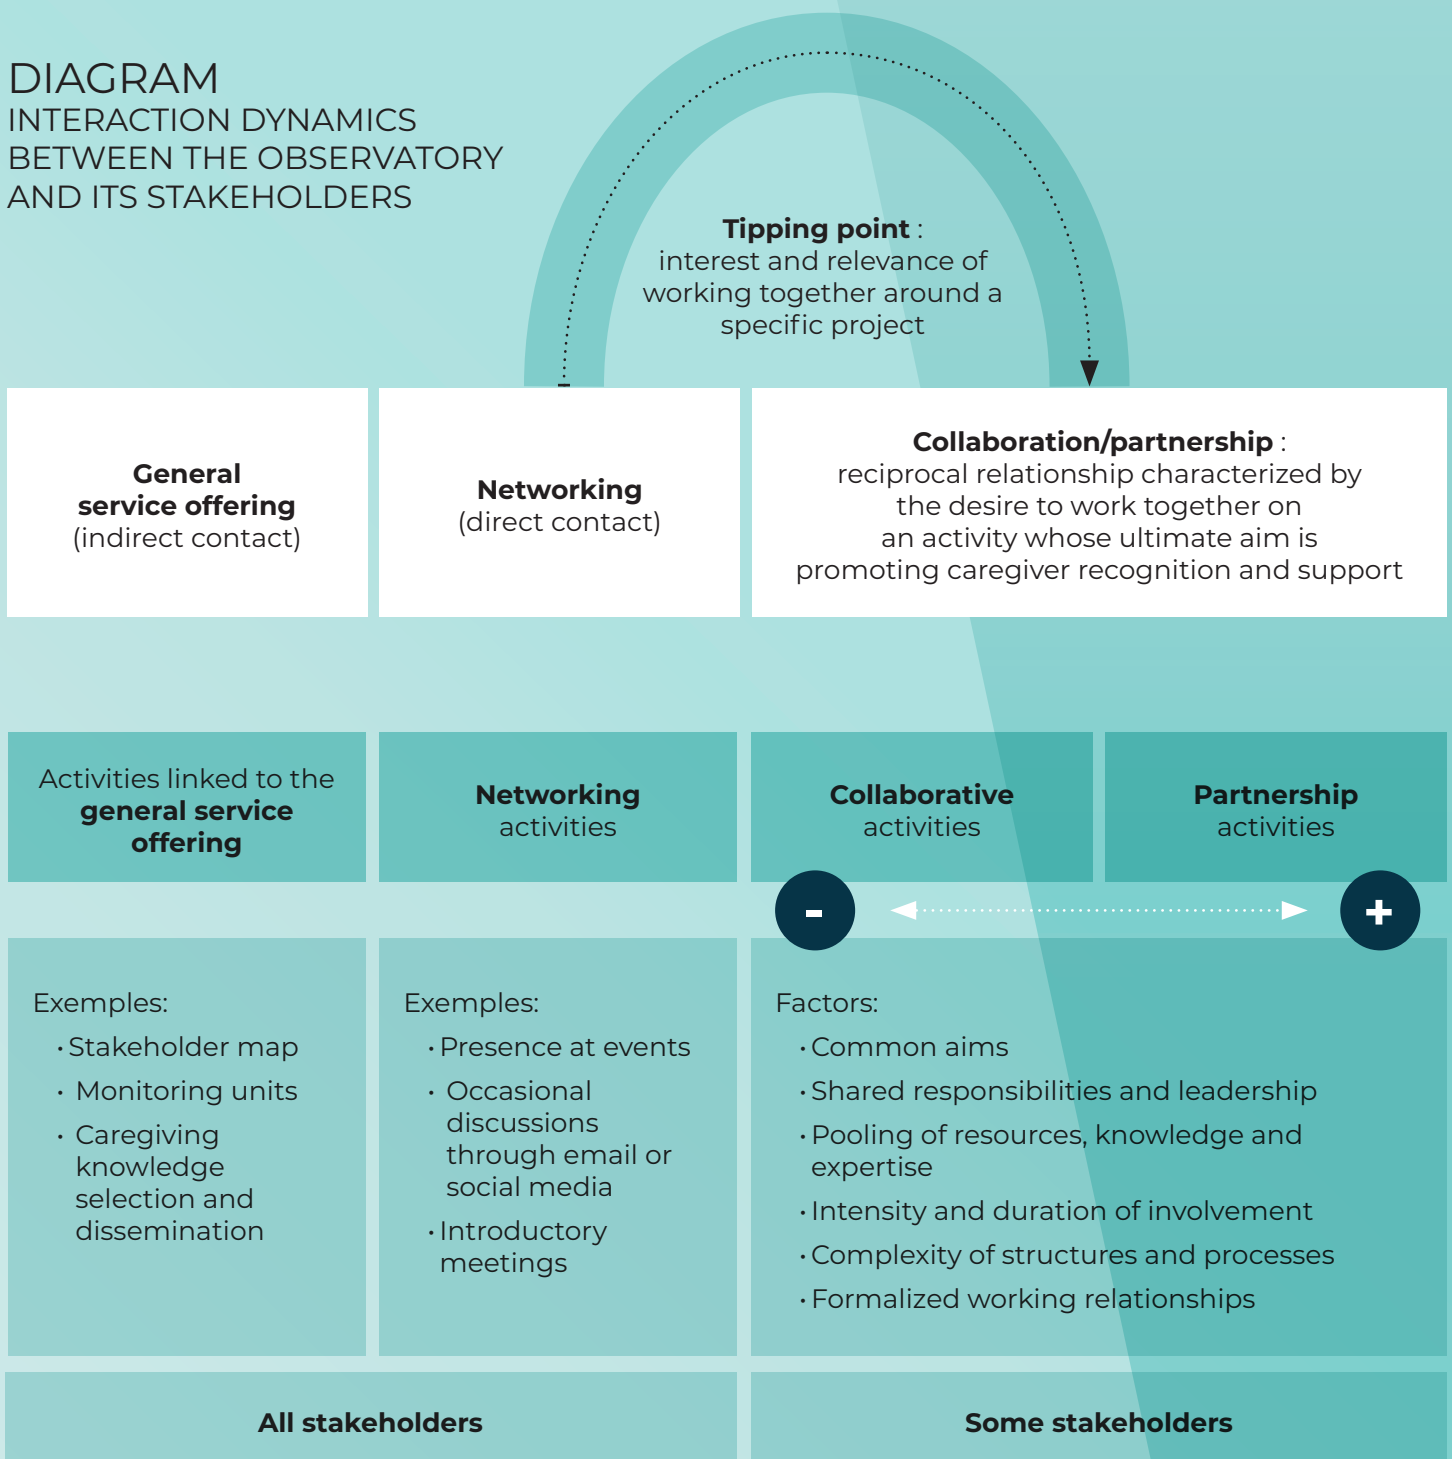 DIAGRAM
INTERACTION DYNAMICS
BETWEEN THE OBSERVATORY
AND ITS STAKEHOLDERS
Tipping point :
interest and relevance of
working together around a
specific project
General
service offering
(indirect contact)
Networking
(direct contact)
Collaboration/partnership :
reciprocal relationship characterized by
the desire to work together on
an activity whose ultimate aim is
promoting caregiver recognition and support
Activities linked to the
general service
offering
Networking
activities
Collaborative
activities
Partnership
activities
-
+
Exemples:
· Stakeholder map
· Monitoring units
· Caregiving
knowledge
selection and
dissemination
Exemples:
· Presence at events
· Occasional
discussions
through email or
social media
· Introductory
meetings
Factors:
· Common aims
· Shared responsibilities and leadership
· Pooling of resources, knowledge and
expertise
· Intensity and duration of involvement
· Complexity of structures and processes
· Formalized working relationships
All stakeholders
Some stakeholders